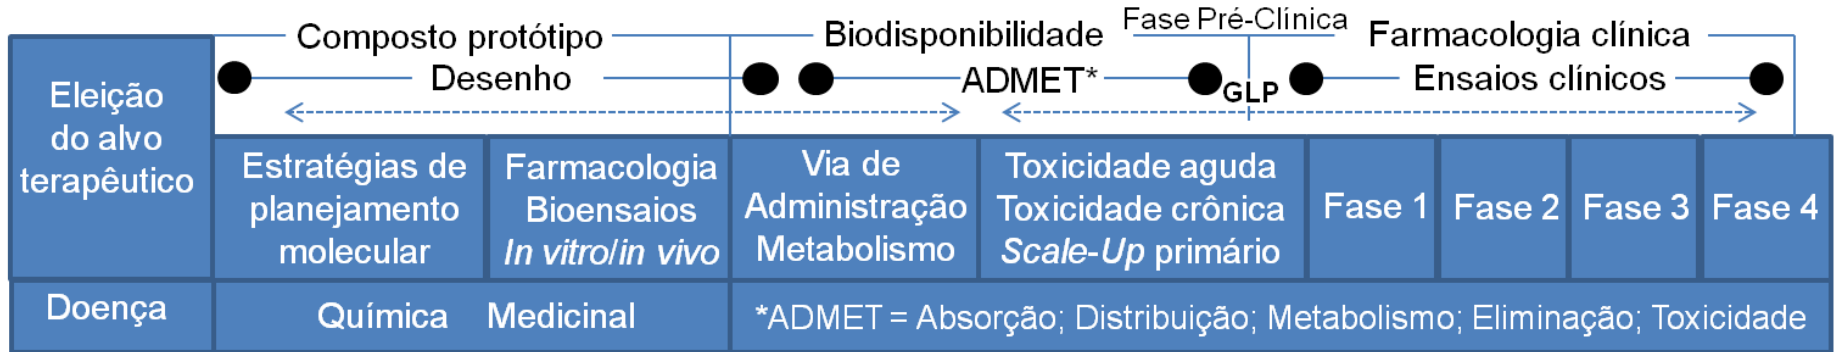 Composto protótipo
Desenho
Biodisponibilidade
ADMET*
Fase Pré-Clínica
GLP
Farmacologia clínica
Ensaios clínicos
Eleição
do alvo
terapêutico
Estratégias de
planejamento
molecular
Farmacologia
Bioensaios
In vitro/in vivo
Via de
Administração
Metabolismo
Toxicidade aguda
Toxicidade crônica
Scale-Up primário
Fase 1
Fase 2
Fase 3
Fase 4
Doença
Química Medicinal
*ADMET = Absorção; Distribuição; Metabolismo; Eliminação; Toxicidade